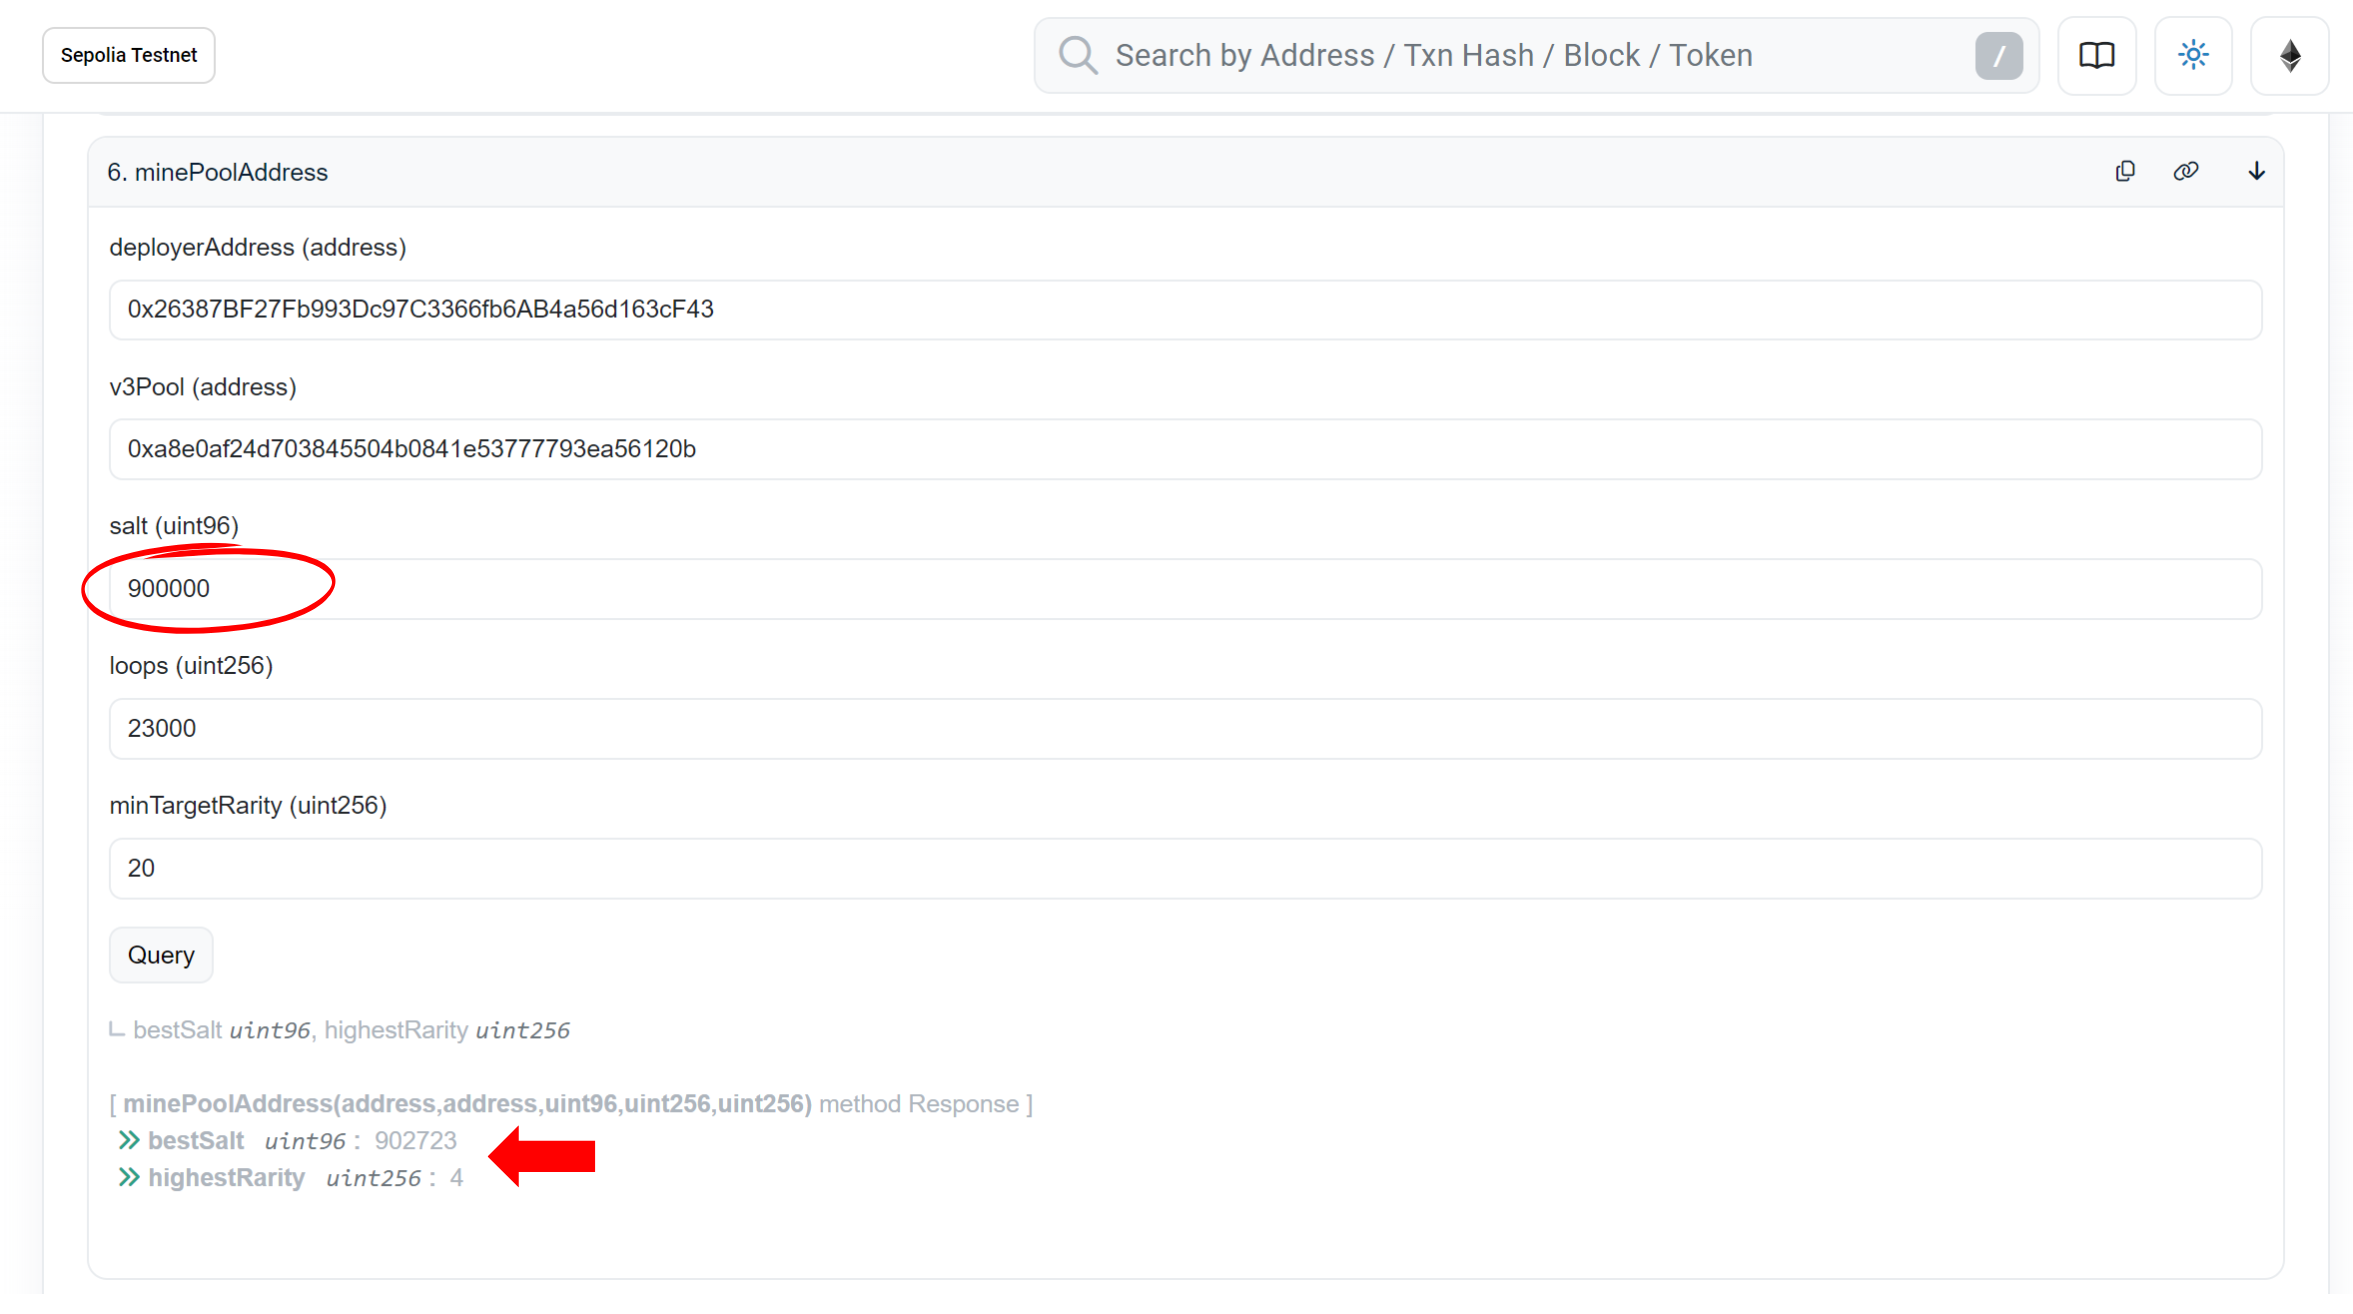 Sepolia Testnet
Search by Address / Txn Hash / Block / Token
/
6. minePoolAddress
deployerAddress (address)
0x26387BF27Fb993Dc97C3366fb6AB4a56d163cF43
v3Pool (address)
0xa8e0af24d703845504b0841e53777793ea56120b
salt (uint96)
900000
loops (uint256)
23000
minTargetRarity (uint256)
20
Query
bestSalt uint96, highestRarity uint256
[ minePoolAddress(address,address,uint96,uint256,uint256) method Response ]
bestSalt uint96 : 902723
highestRarity uint256 : 4